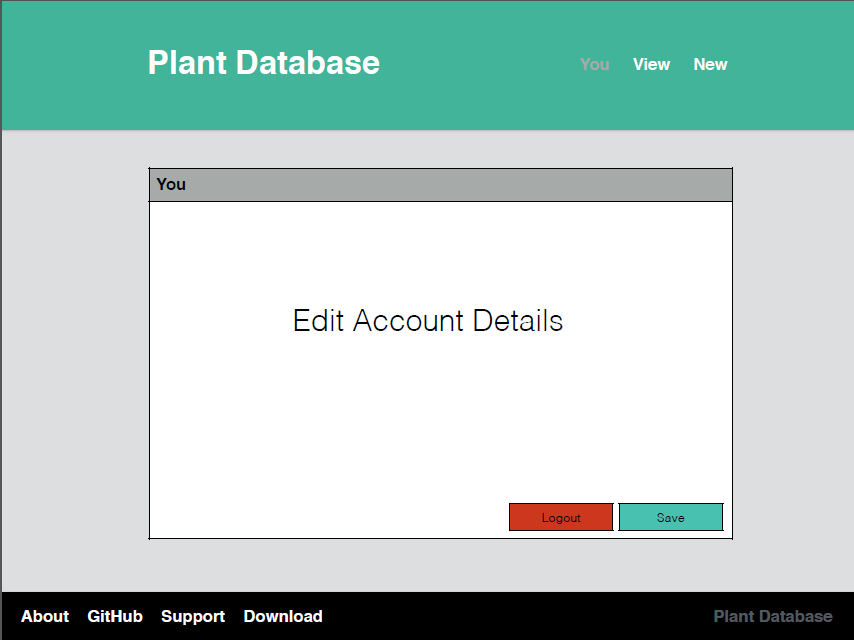 Plant Database
You View New
You
Edit Account Details
Logout Save
About GitHub Support Download Plant Database